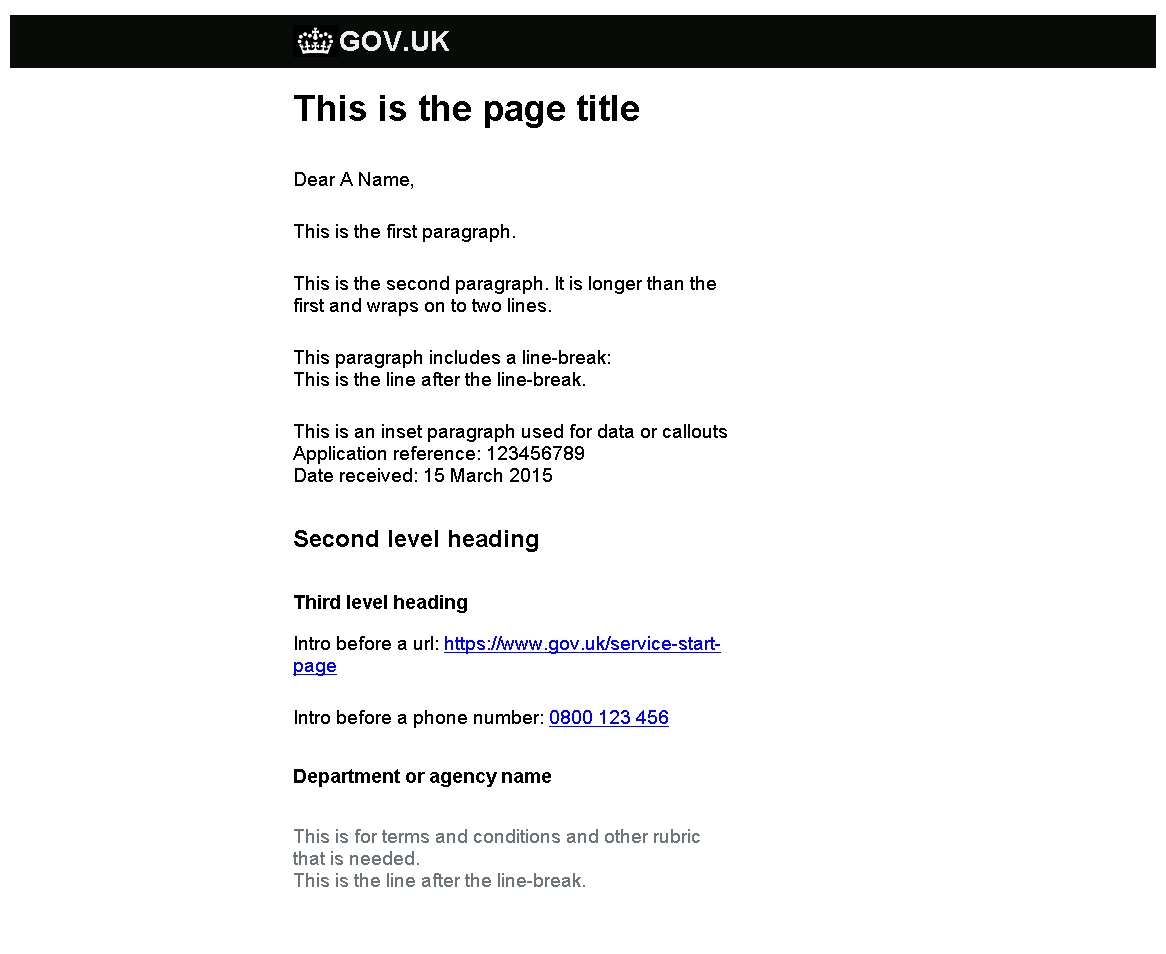 GOV.UK
This is the page title
Dear A Name,
This is the first paragraph.
This is the second paragraph. It is longer than the
first and wraps on to two lines.
This paragraph includes a line-break:
This is the line after the line-break.
This is an inset paragraph used for data or callouts
Application reference: 123456789
Date received: 15 March 2015
Second level heading
Third level heading
Intro before a url: https://www.gov.uk/service-start-
page
Intro before a phone number: 0800 123 456
Department or agency name
This is for terms and conditions and other rubric
that is needed.
This is the line after the line-break.